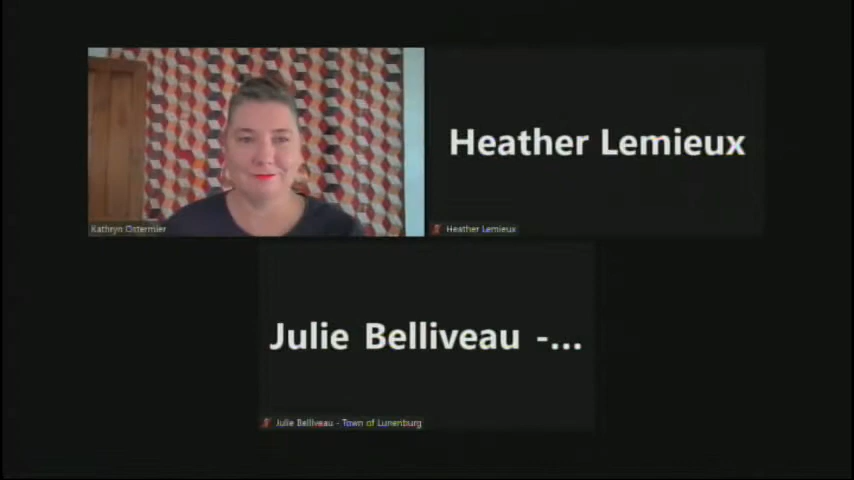 Heather Lemieux
Kathryn Ostermier
Heather Lemieux
Julie Belliveau -...
Julie Belliveau - Town of Lunenburg